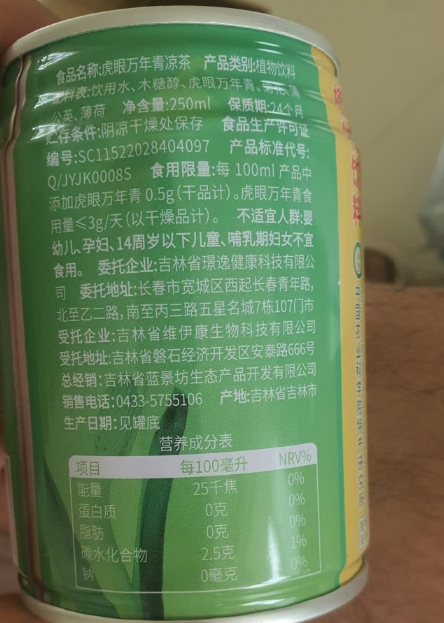 食品名称:虎眼万年青凉茶 产品类别:植物饮料
配料表:饮用水、木糖醇、虎眼万年青、菊花、蒲
公英、薄荷 净含量:250ml 保质期:24个月
贮存条件:阴凉干燥处保存 食品生产许可证
编号:SC11522028404097 产品标准代号:
Q/JYJK0008S 食用限量:每 100ml 产品中
添加虎眼万年青 0.5g(干品计)。虎眼万年青食
用量≤3g/天(以干燥品计)。 不适宜人群:婴
幼儿、孕妇、14周岁以下儿童、哺乳期妇女不宜
食用。 委托企业:吉林省璟逸健康科技有限公
司 委托地址:长春市宽城区西起长春青年路,
北至乙二路,南至丙三路五星名城7栋107门市
受托企业:吉林省维伊康生物科技有限公司
受托地址:吉林省磐石经济开发区安泰路666号
总经销:吉林省蓝景坊生态产品开发有限公司
销售电话:0433-5755106 产地:吉林省吉林市
生产日期:见罐底
营养成分表
项目 每100毫升 NRV%
能量 25千焦 0%
蛋白质 0克 0%
脂肪 0克 0%
碳水化合物 2.5克 1%
钠 0毫克 0%